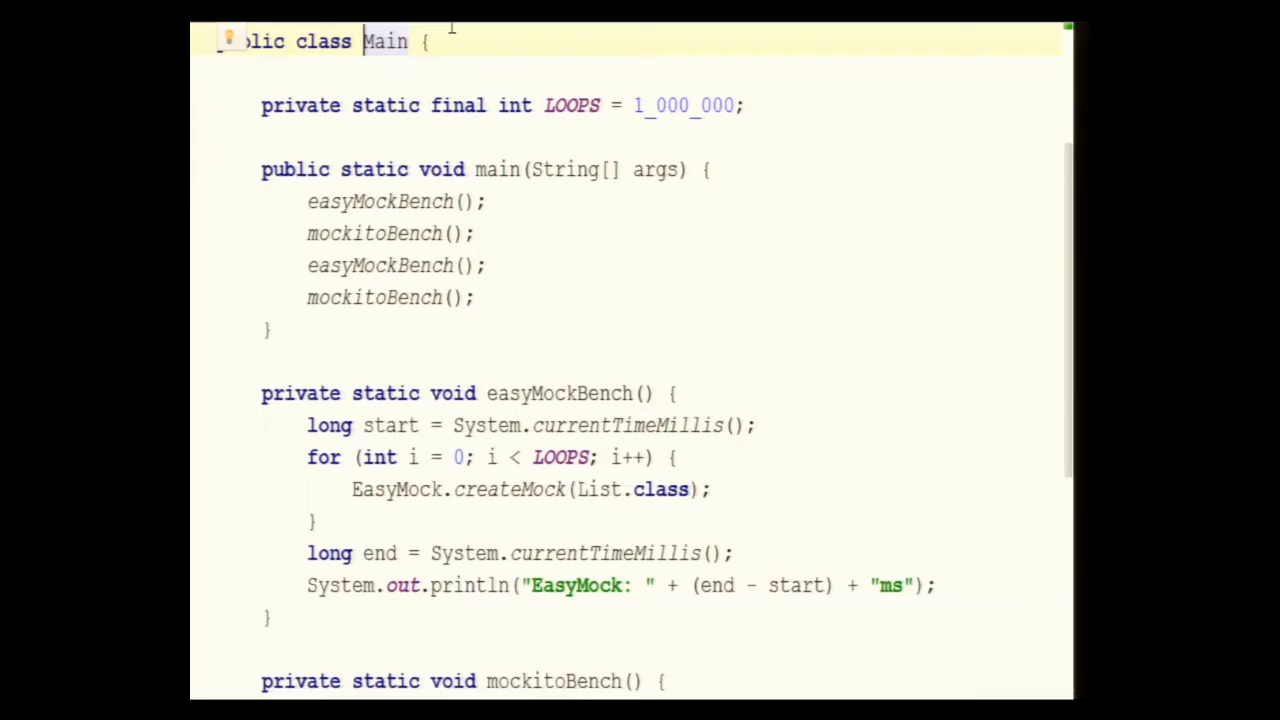 public class Main {
private static final int LOOPS = 1_000_000;
public static void main(String[] args) {
easyMockBench();
mockitoBench();
easyMockBench();
mockitoBench();
}
private static void easyMockBench() {
long start = System.currentTimeMillis();
for (int i = 0; i < LOOPS; i++) {
EasyMock.createMock(List.class);
}
long end = System.currentTimeMillis();
System.out.println("EasyMock: " + (end - start) + "ms");
}
private static void mockitoBench() {